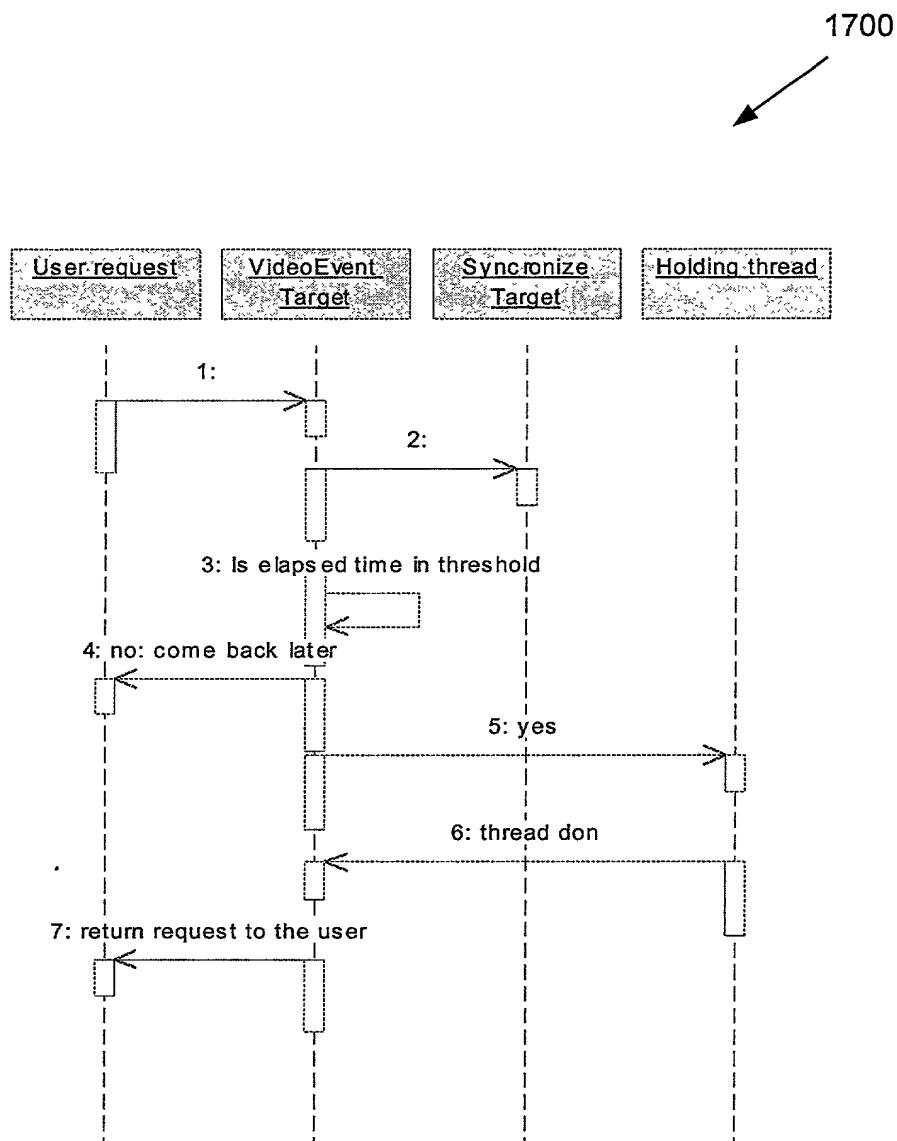 1700
User request
VideoEvent
Target
Syncronize
Target
Holding thread
1:
2:
3: Is elapsed time in threshold
4: no: come back later
5: yes
6: thread don
7: return request to the user